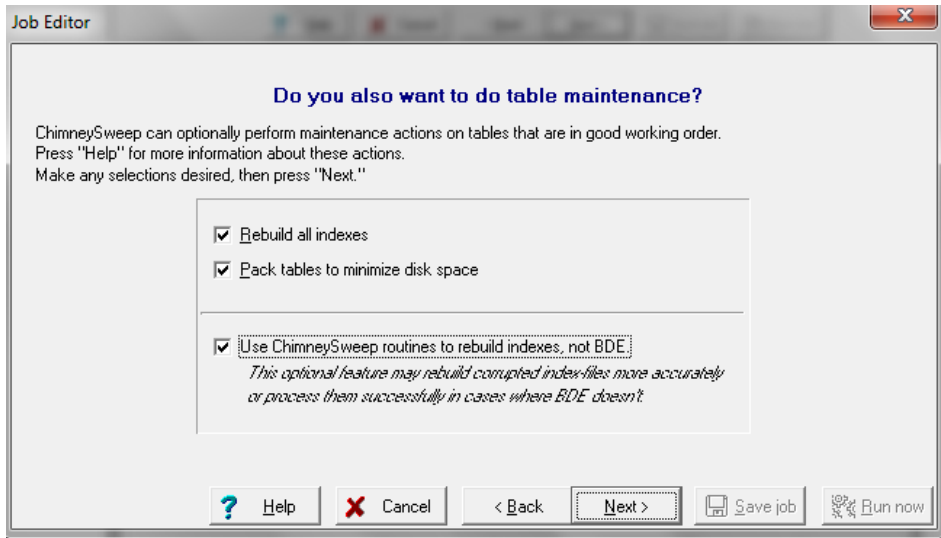 Job Editor
Do you also want to do table maintenance?
ChimneySweep can optionally perform maintenance actions on tables that are in good working order.
Press "Help" for more information about these actions.
Make any selections desired, then press "Next."
Rebuild all indexes
Pack tables to minimize disk space
Use ChimneySweep routines to rebuild indexes, not BDE.
This optional feature may rebuild corrupted index-files more accurately
or process them successfully in cases where BDE doesn't.
? Help X Cancel < Back Next > Save job Run now